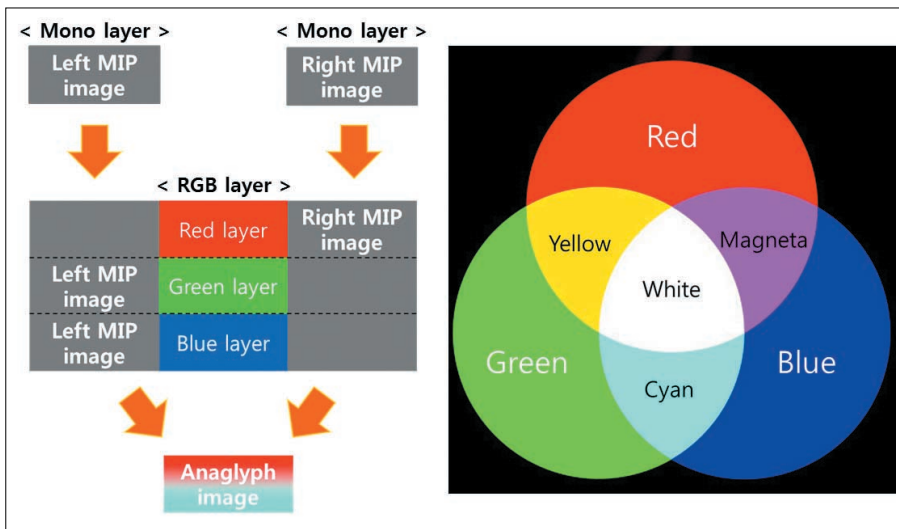 < Mono layer >
< Mono layer >
Left MIP
image
Right MIP
image
< RGB layer >
Red layer
Right MIP
image
Left MIP
image
Green layer
Left MIP
image
Blue layer
Anaglyph
image
Red
Yellow
Magneta
White
Green
Cyan
Blue